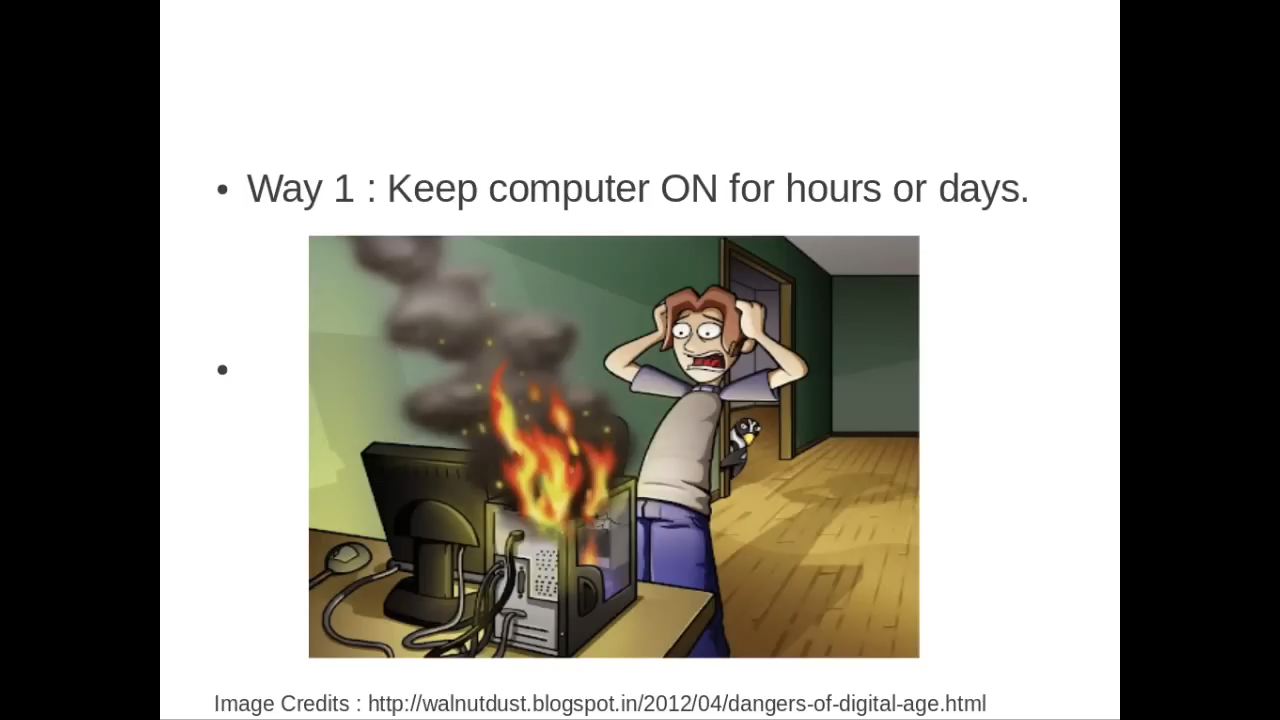 • Way 1 : Keep computer ON for hours or days.
•
Image Credits : http://walnutdust.blogspot.in/2012/04/dangers-of-digital-age.html